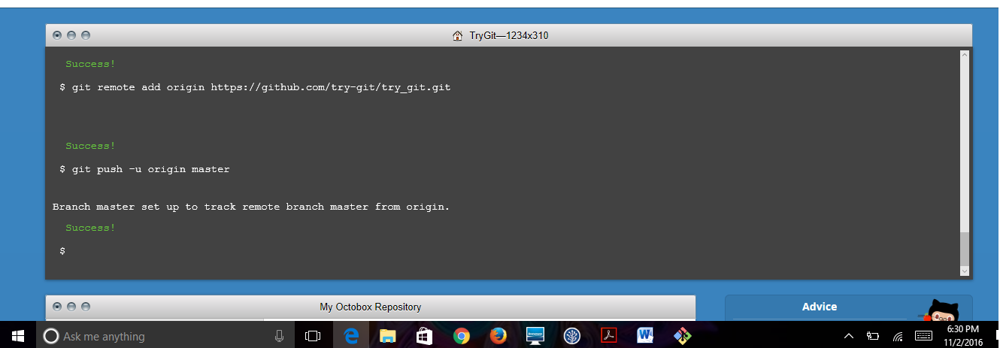 TryGit—1234x310
Success!
$ git remote add origin https://github.com/try-git/try_git.git
Success!
$ git push -u origin master
Branch master set up to track remote branch master from origin.
Success!
$
My Octobox Repository
Advice
Ask me anything
6:30 PM
11/2/2016